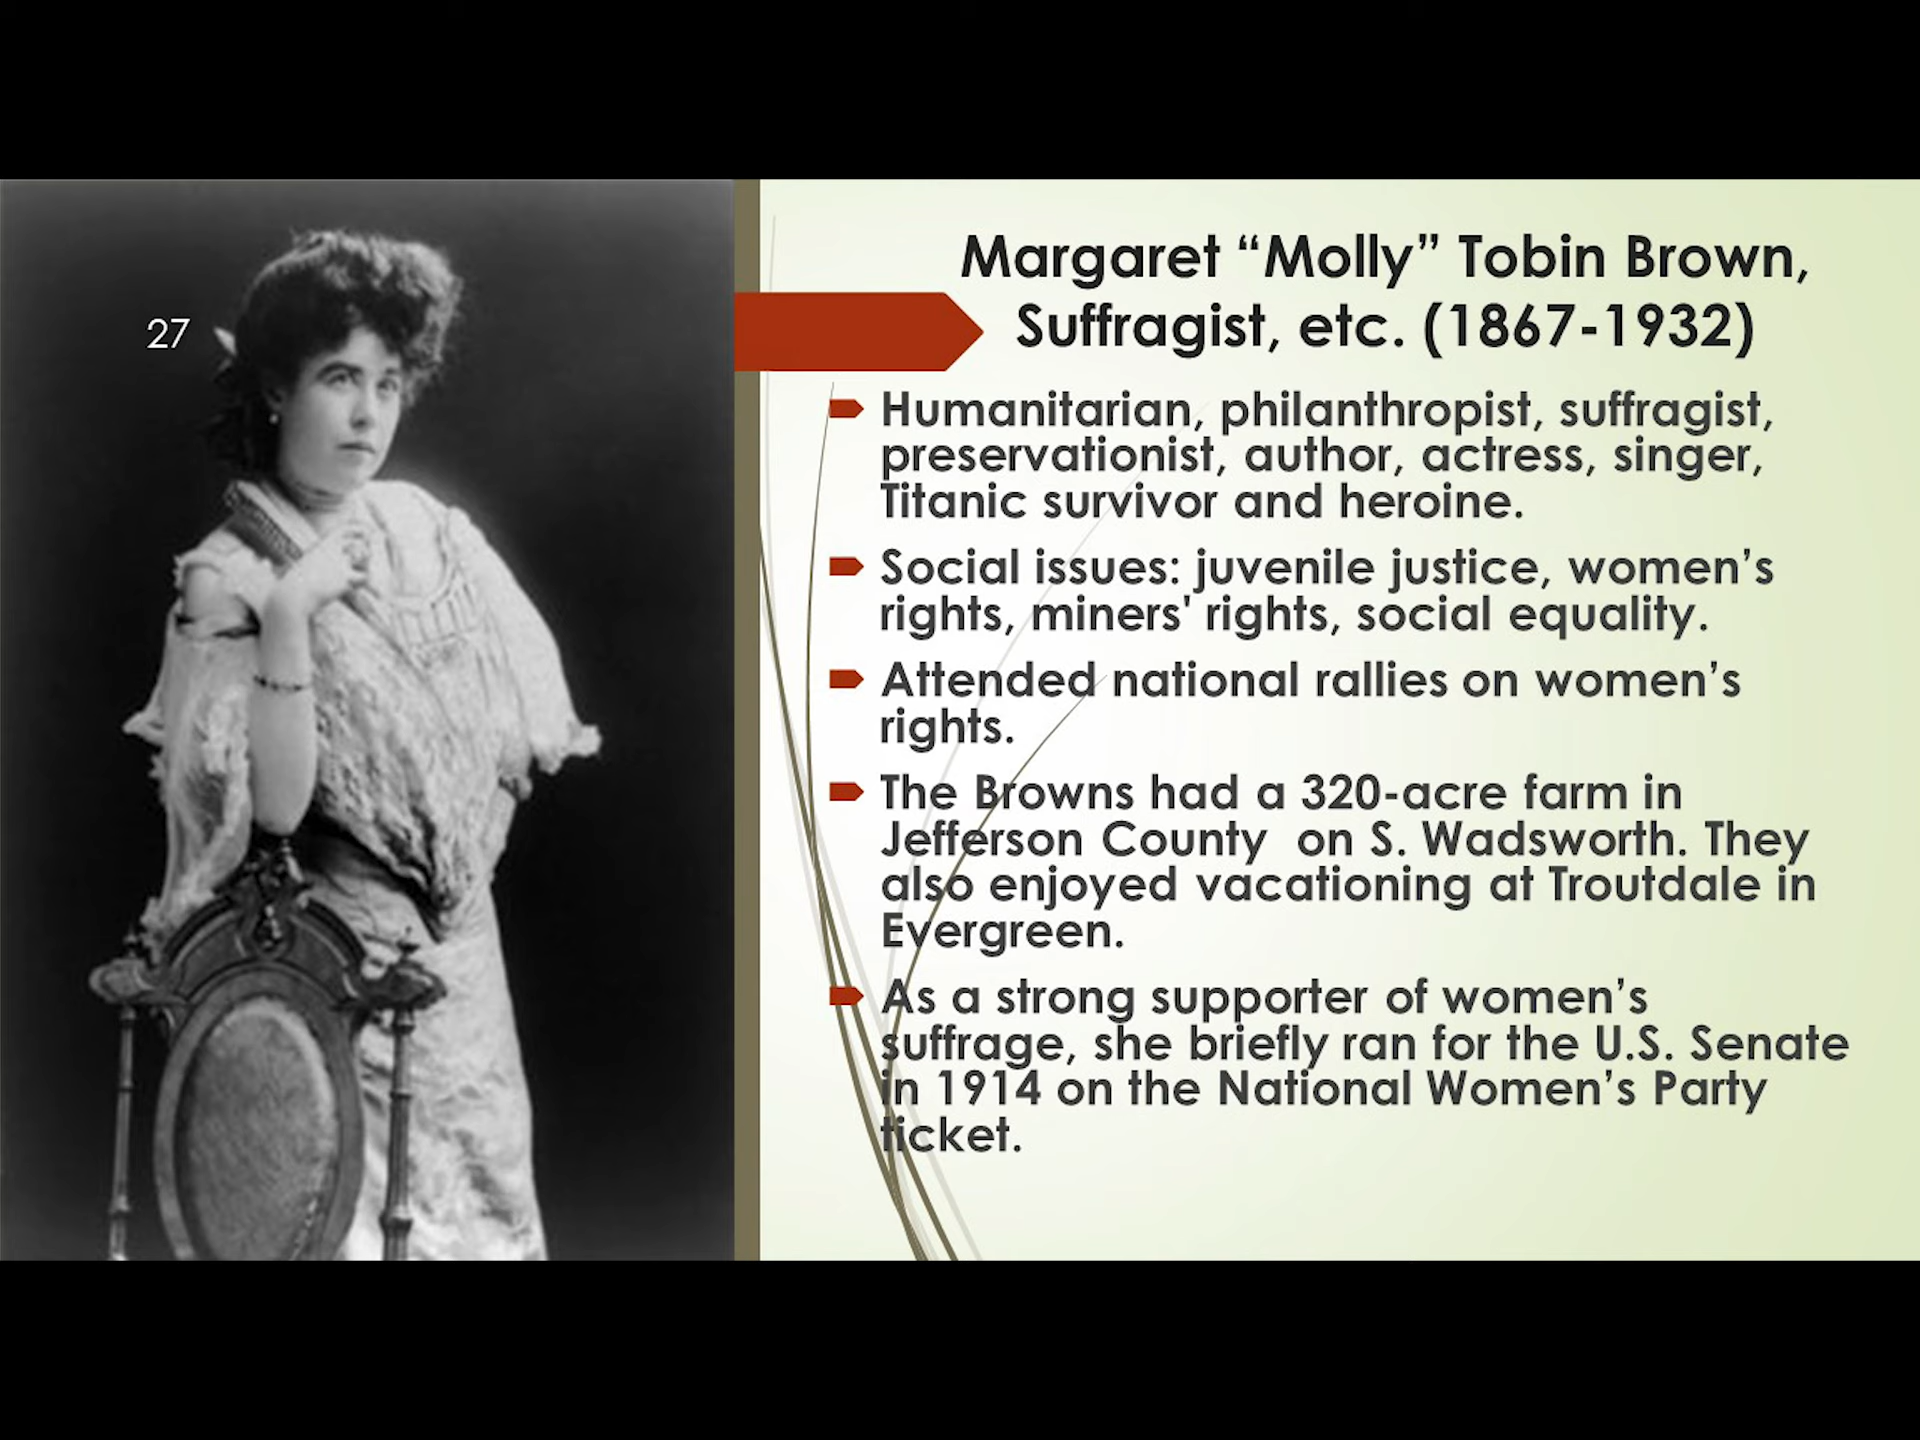 27
Margaret “Molly” Tobin Brown,
Suffragist, etc. (1867-1932)
Humanitarian, philanthropist, suffragist,
preservationist, author, actress, singer,
Titanic survivor and heroine.
Social issues: juvenile justice, women’s
rights, miners' rights, social equality.
Attended national rallies on women’s
rights.
The Browns had a 320-acre farm in
Jefferson County  on S. Wadsworth. They
also enjoyed vacationing at Troutdale in
Evergreen.
As a strong supporter of women’s
suffrage, she briefly ran for the U.S. Senate
in 1914 on the National Women’s Party
ticket.